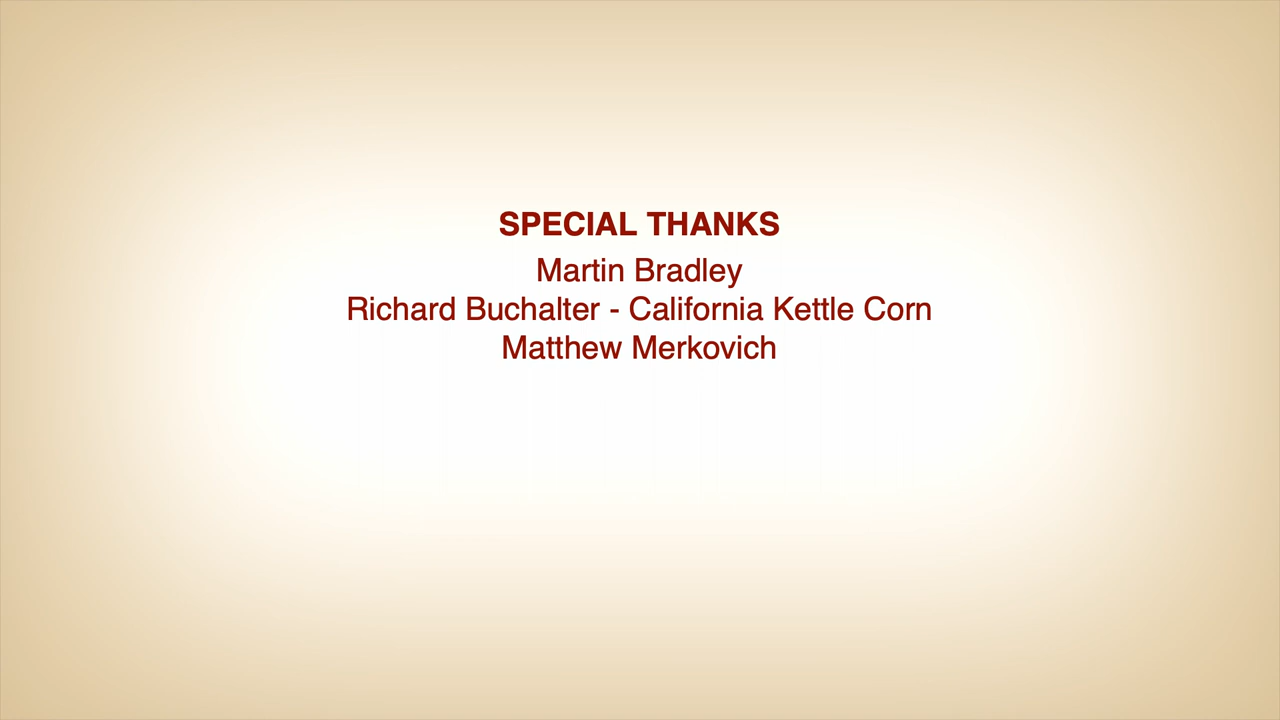 SPECIAL THANKS
Martin Bradley
Richard Buchalter - California Kettle Corn
Matthew Merkovich